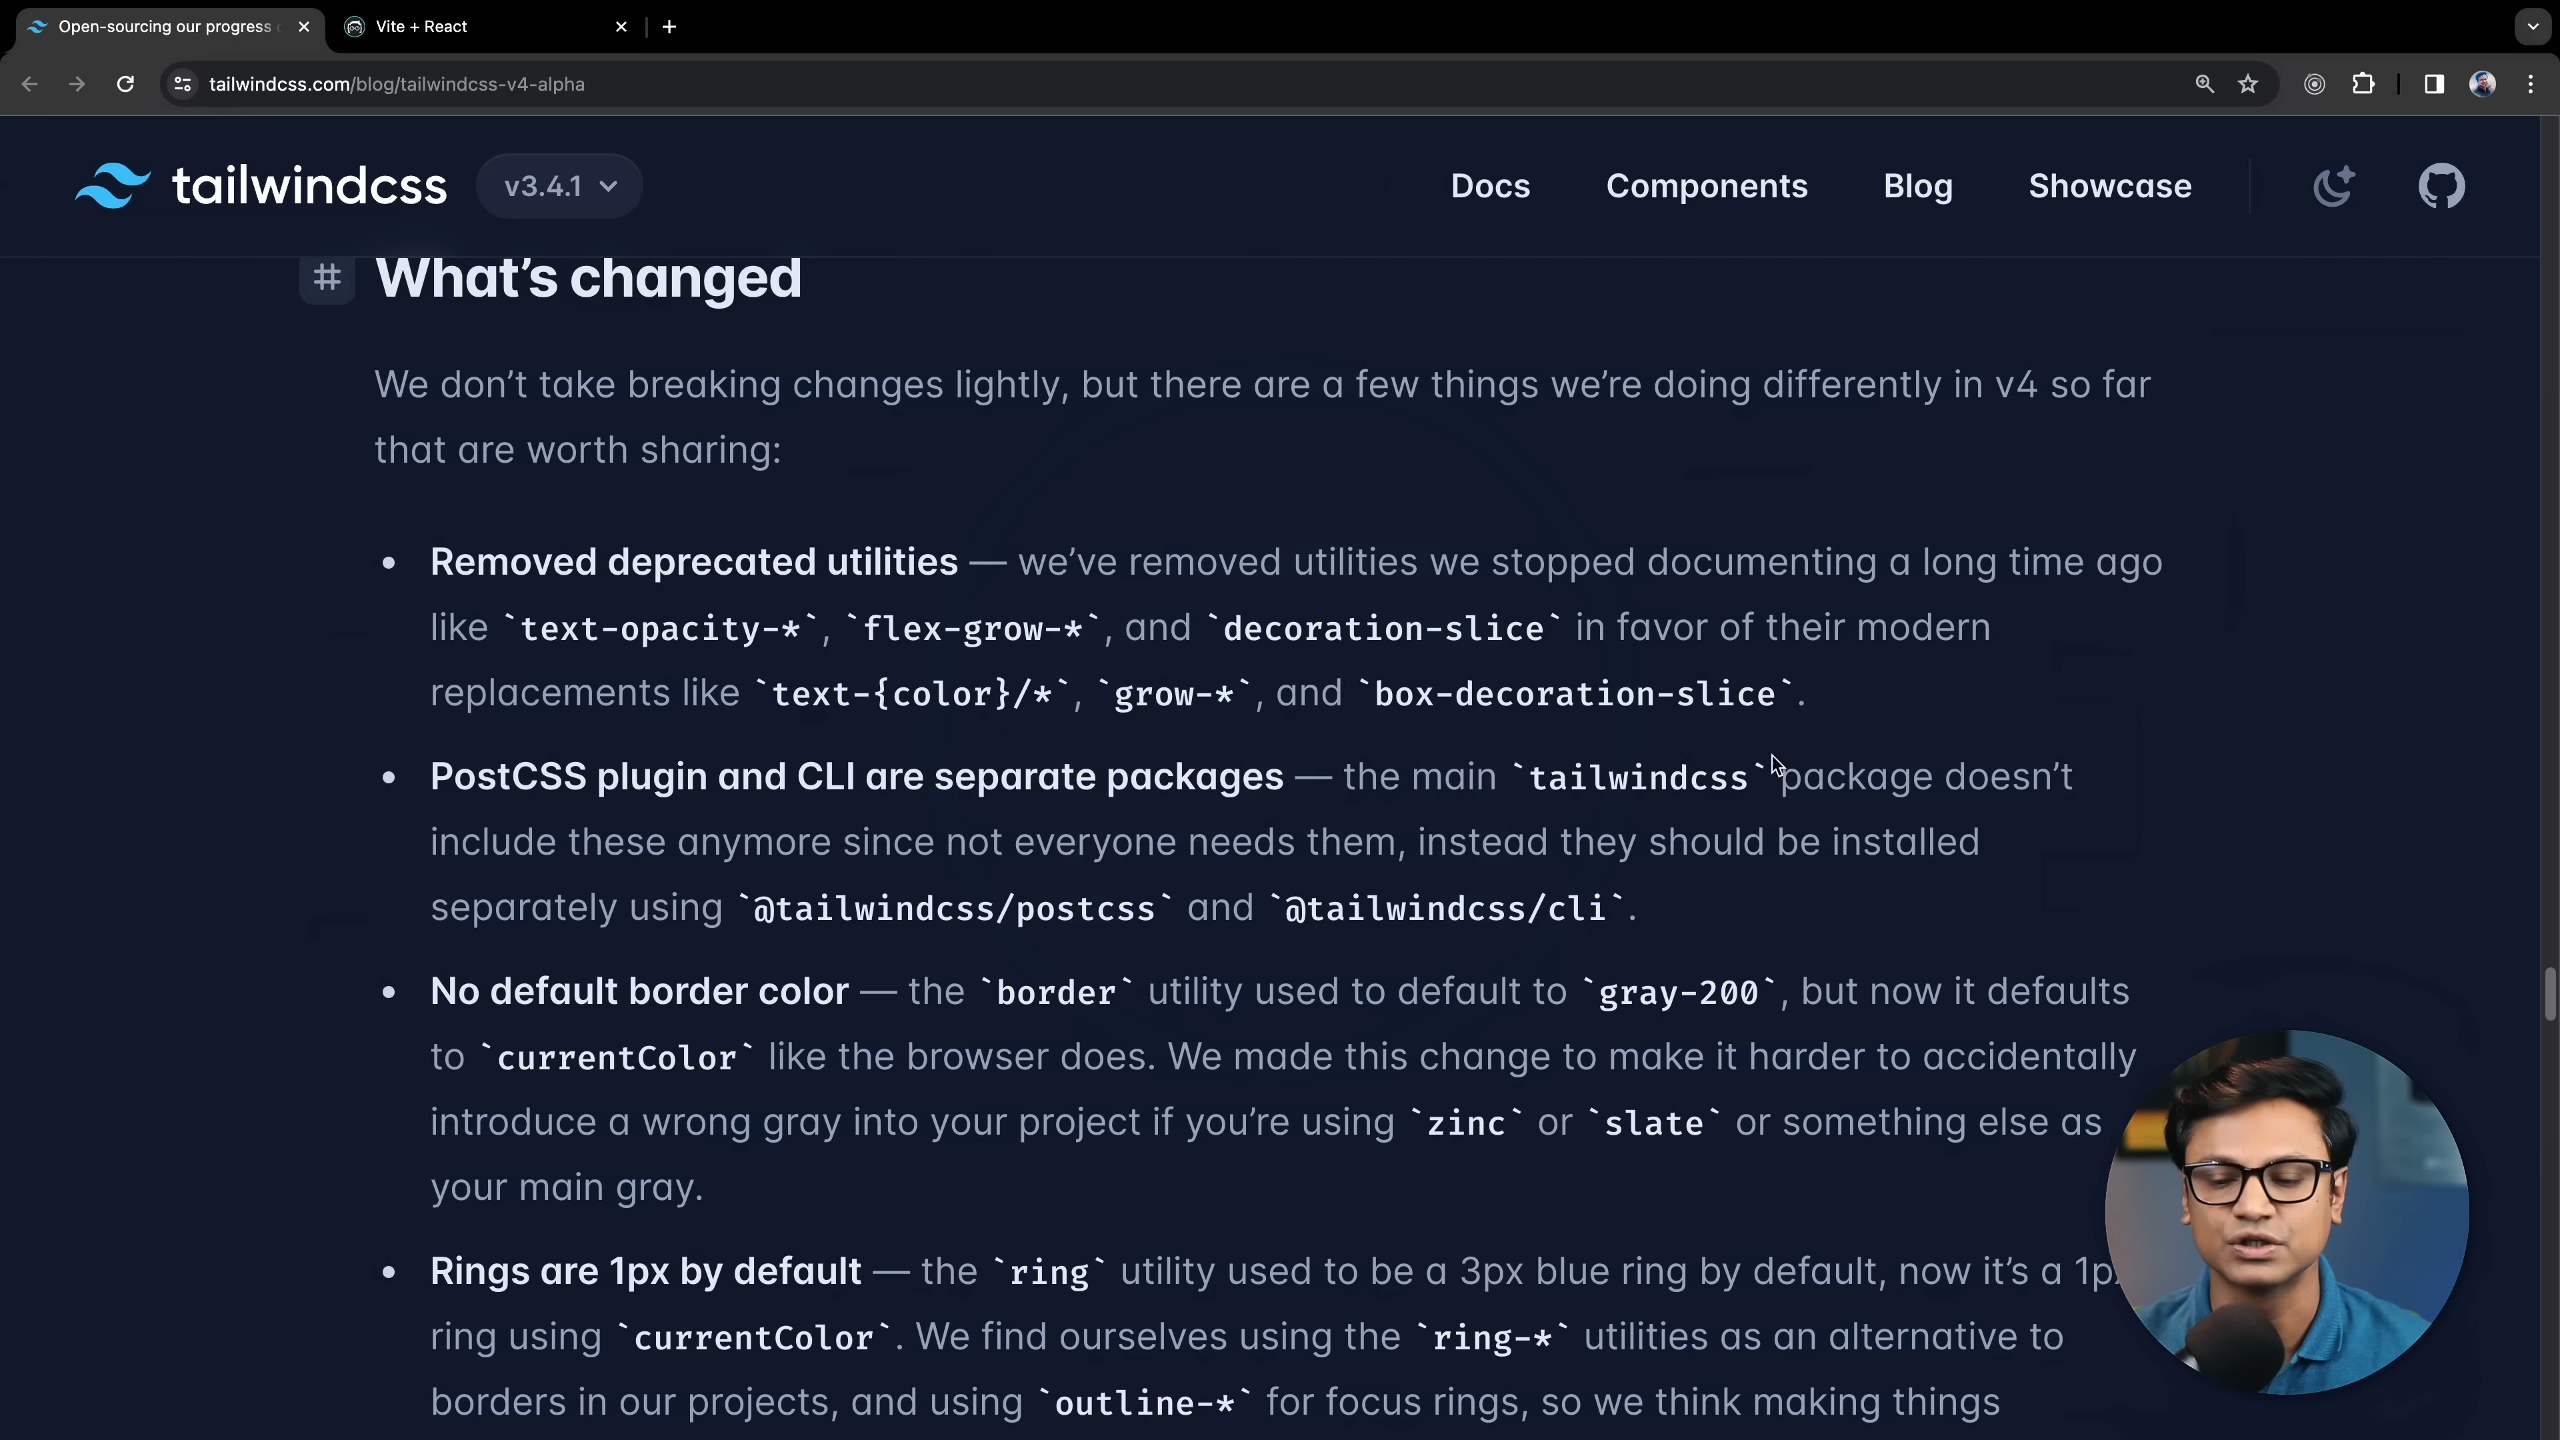 Open-sourcing our progress
Vite + React
tailwindcss.com/blog/tailwindcss-v4-alpha
tailwindcss v3.4.1 Docs Components Blog Showcase
# What’s changed
We don’t take breaking changes lightly, but there are a few things we’re doing differently in v4 so far
that are worth sharing:
• Removed deprecated utilities — we’ve removed utilities we stopped documenting a long time ago
like `text-opacity-*`, `flex-grow-*`, and `decoration-slice` in favor of their modern
replacements like `text-{color}/*`, `grow-*`, and `box-decoration-slice`.
• PostCSS plugin and CLI are separate packages — the main `tailwindcss` package doesn’t
include these anymore since not everyone needs them, instead they should be installed
separately using `@tailwindcss/postcss` and `@tailwindcss/cli`.
• No default border color — the `border` utility used to default to `gray-200`, but now it defaults
to `currentColor` like the browser does. We made this change to make it harder to accidentally
introduce a wrong gray into your project if you’re using `zinc` or `slate` or something else as
your main gray.
• Rings are 1px by default — the `ring` utility used to be a 3px blue ring by default, now it’s a 1px
ring using `currentColor`. We find ourselves using the `ring-*` utilities as an alternative to
borders in our projects, and using `outline-*` for focus rings, so we think making things